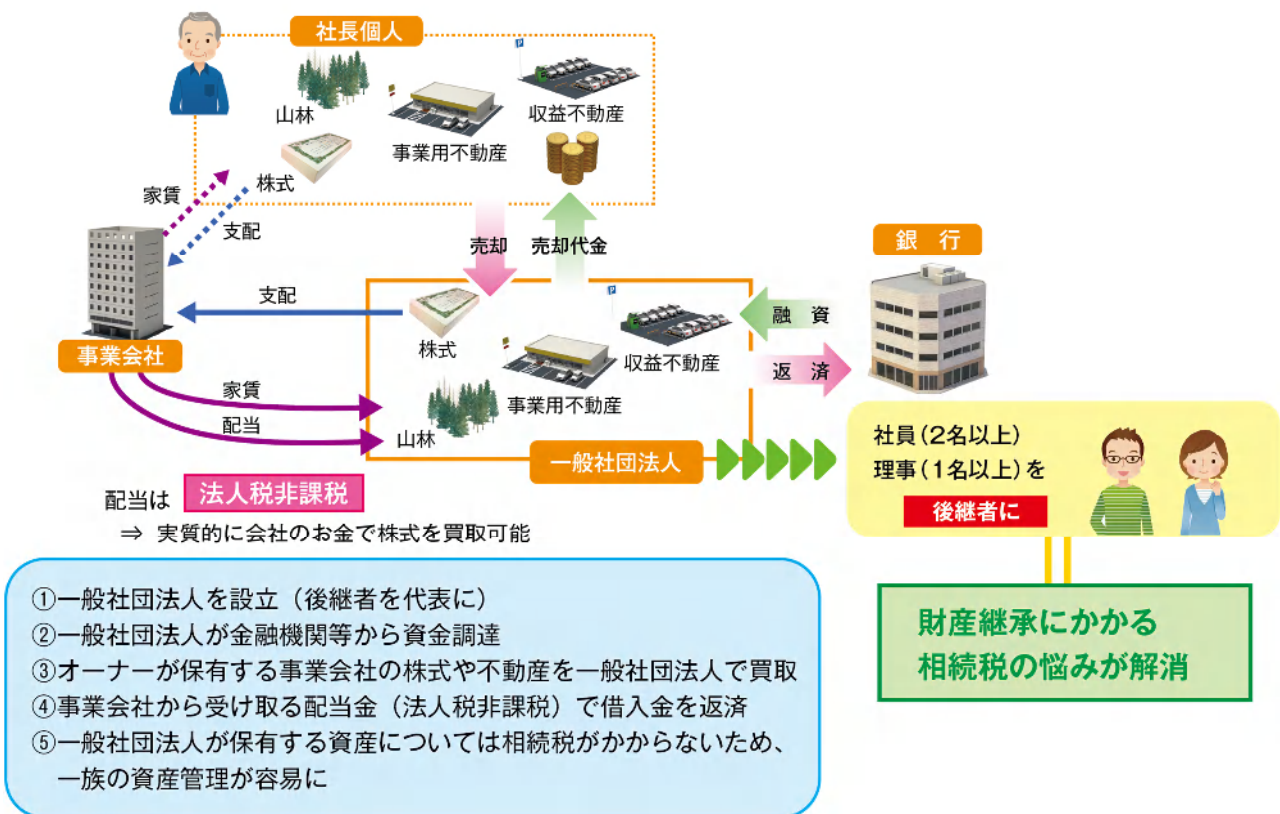 社長個人
山林
事業用不動産
収益不動産
株式
家賃
支配
売却
売却代金
銀 行
支配
融 資
返 済
事業会社
株式
収益不動産
事業用不動産
山林
家賃
配当
一般社団法人
社員(2名以上)
理事(1名以上)を
後継者に
配当は 法人税非課税
⇒ 実質的に会社のお金で株式を買取可能
①一般社団法人を設立(後継者を代表に)
②一般社団法人が金融機関等から資金調達
③オーナーが保有する事業会社の株式や不動産を一般社団法人で買取
④事業会社から受け取る配当金(法人税非課税)で借入金を返済
⑤一般社団法人が保有する資産については相続税がかからないため、
一族の資産管理が容易に
財産継承にかかる
相続税の悩みが解消